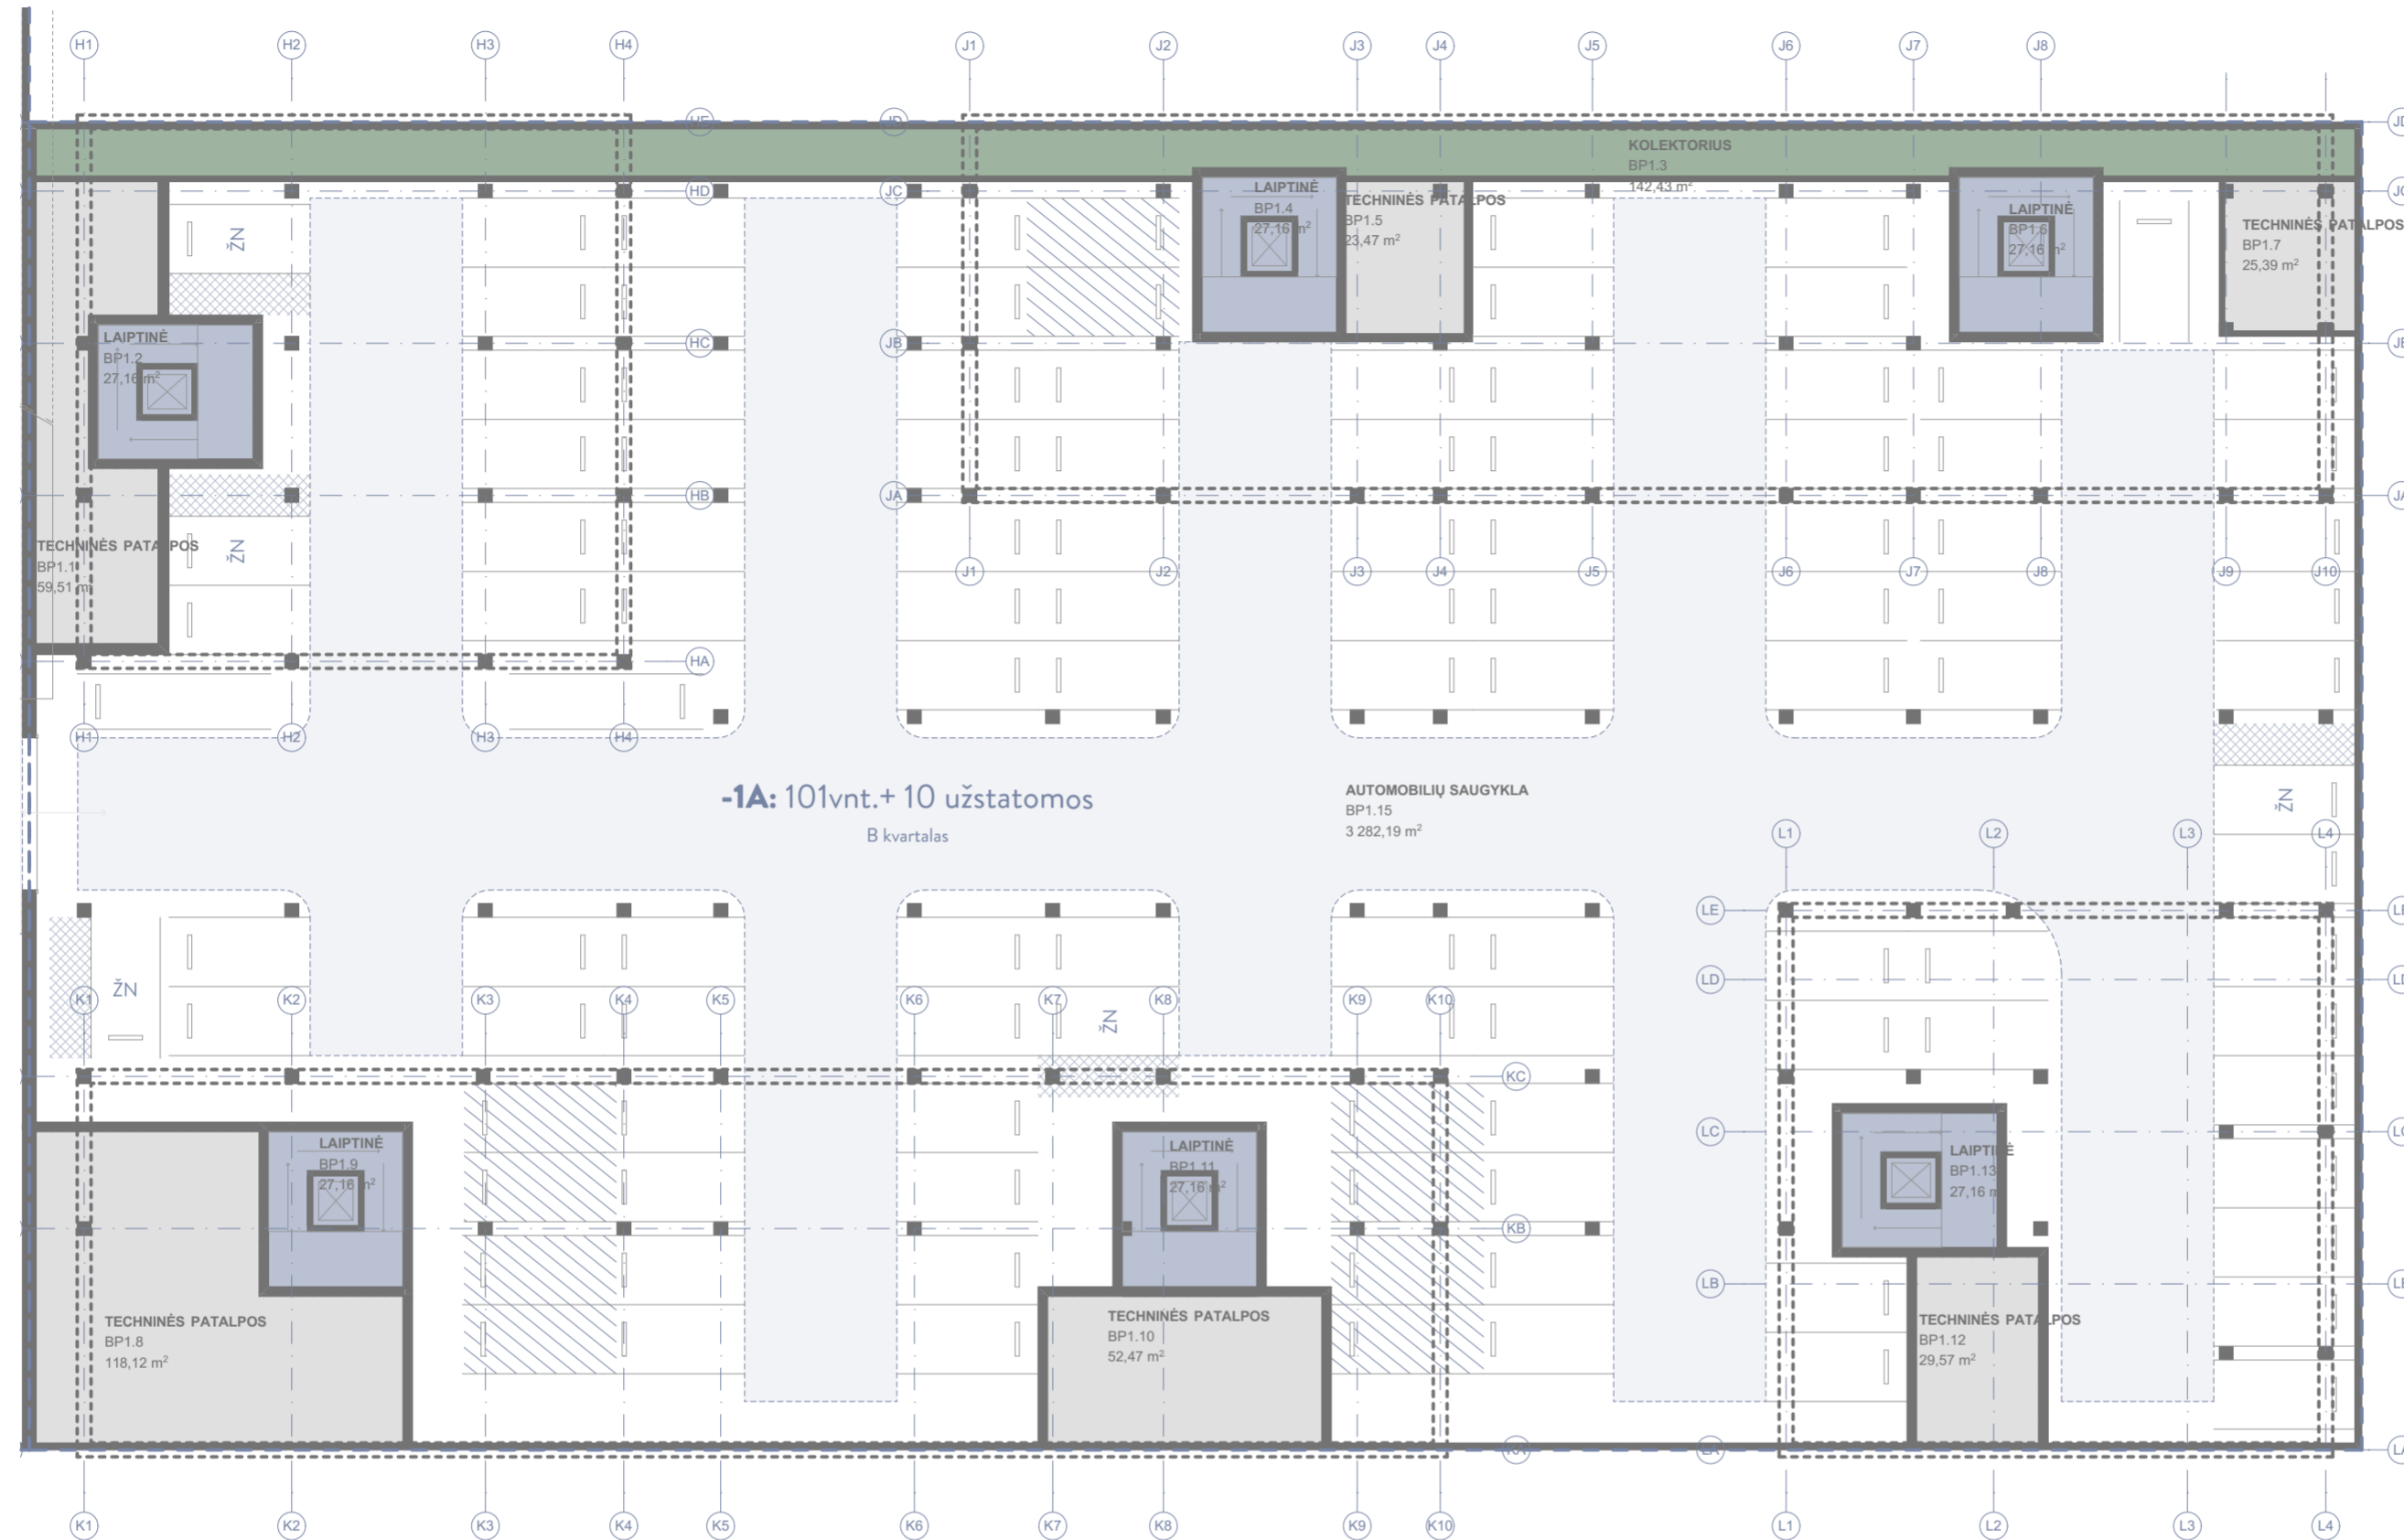 H1 H2 H3 H4 J1 J2 J3 J4 J5 J6 J7 J8
HE JD JD
KOLEKTORIUS
BP1.3
142,43 m²
HD JC
LAIPTINĖ
BP1.4
27,16 m²
TECHNINĖS PATALPOS
BP1.5
23,47 m²
LAIPTINĖ
BP1.6
27,16 m²
TECHNINĖS PATALPOS
BP1.7
25,39 m²
ŽN
LAIPTINĖ
BP1.2
27,16 m²
HC JB
HB JA JA
TECHNINĖS PATALPOS
BP1.1
59,51 m
ŽN
J1 J2 J3 J4 J5 J6 J7 J8 J9 J10
HA
H1 H2 H3 H4
-1A: 101vnt.+ 10 užstatomos
B kvartalas
AUTOMOBILIŲ SAUGYKLA
BP1.15
3 282,19 m²
ŽN
L1 L2 L3 L4
LE
LD
ŽN
K1 K2 K3 K4 K5 K6 K7 K8 K9 K10
ŽN
KC
LC
LAIPTINĖ
BP1.9
27,16 m²
LAIPTINĖ
BP1.11
27,16 m²
LAIPTINĖ
BP1.13
27,16 m
KB
LB
TECHNINĖS PATALPOS
BP1.8
118,12 m²
TECHNINĖS PATALPOS
BP1.10
52,47 m²
TECHNINĖS PATALPOS
BP1.12
29,57 m²
KA LA LA
K1 K2 K3 K4 K5 K6 K7 K8 K9 K10 L1 L2 L3 L4